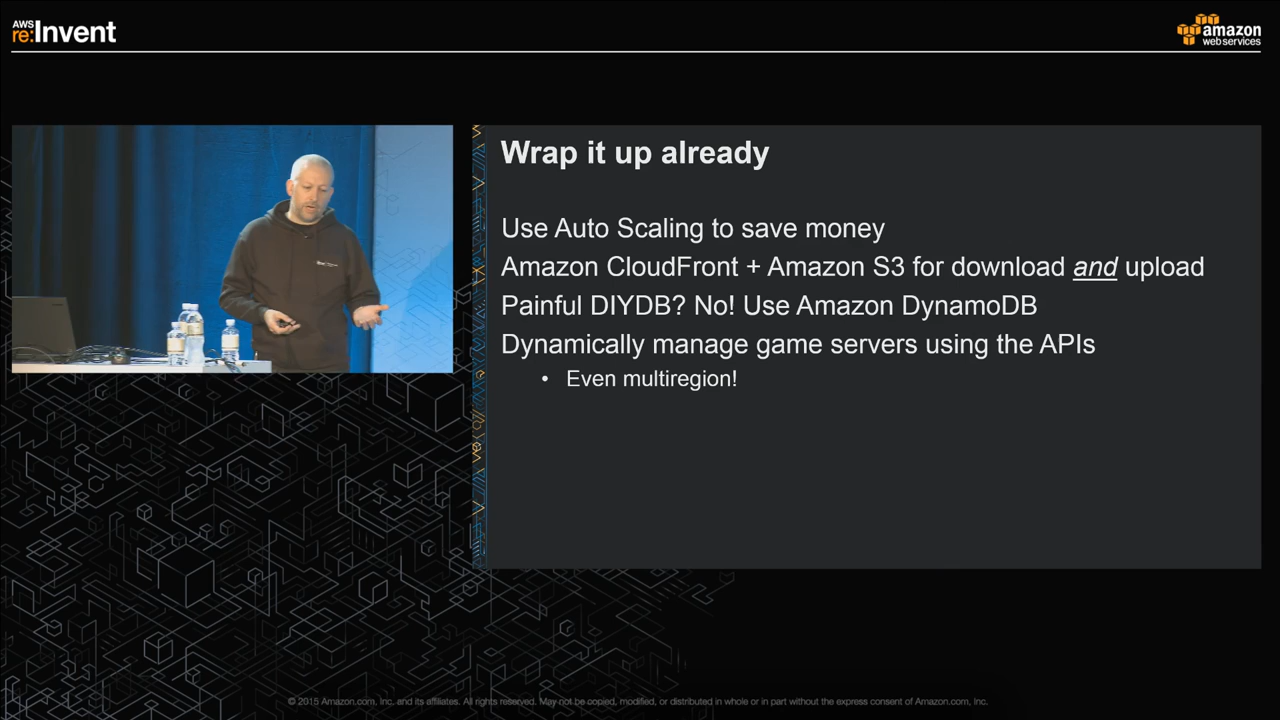 AWS
re:Invent
amazon
web services
Wrap it up already
Use Auto Scaling to save money
Amazon CloudFront + Amazon S3 for download and upload
Painful DIYDB? No! Use Amazon DynamoDB
Dynamically manage game servers using the APIs
• Even multiregion!
© 2015 Amazon.com, Inc. and its affiliates. All rights reserved. May not be copied, modified, or distributed in whole or in part without the express consent of Amazon.com, Inc.